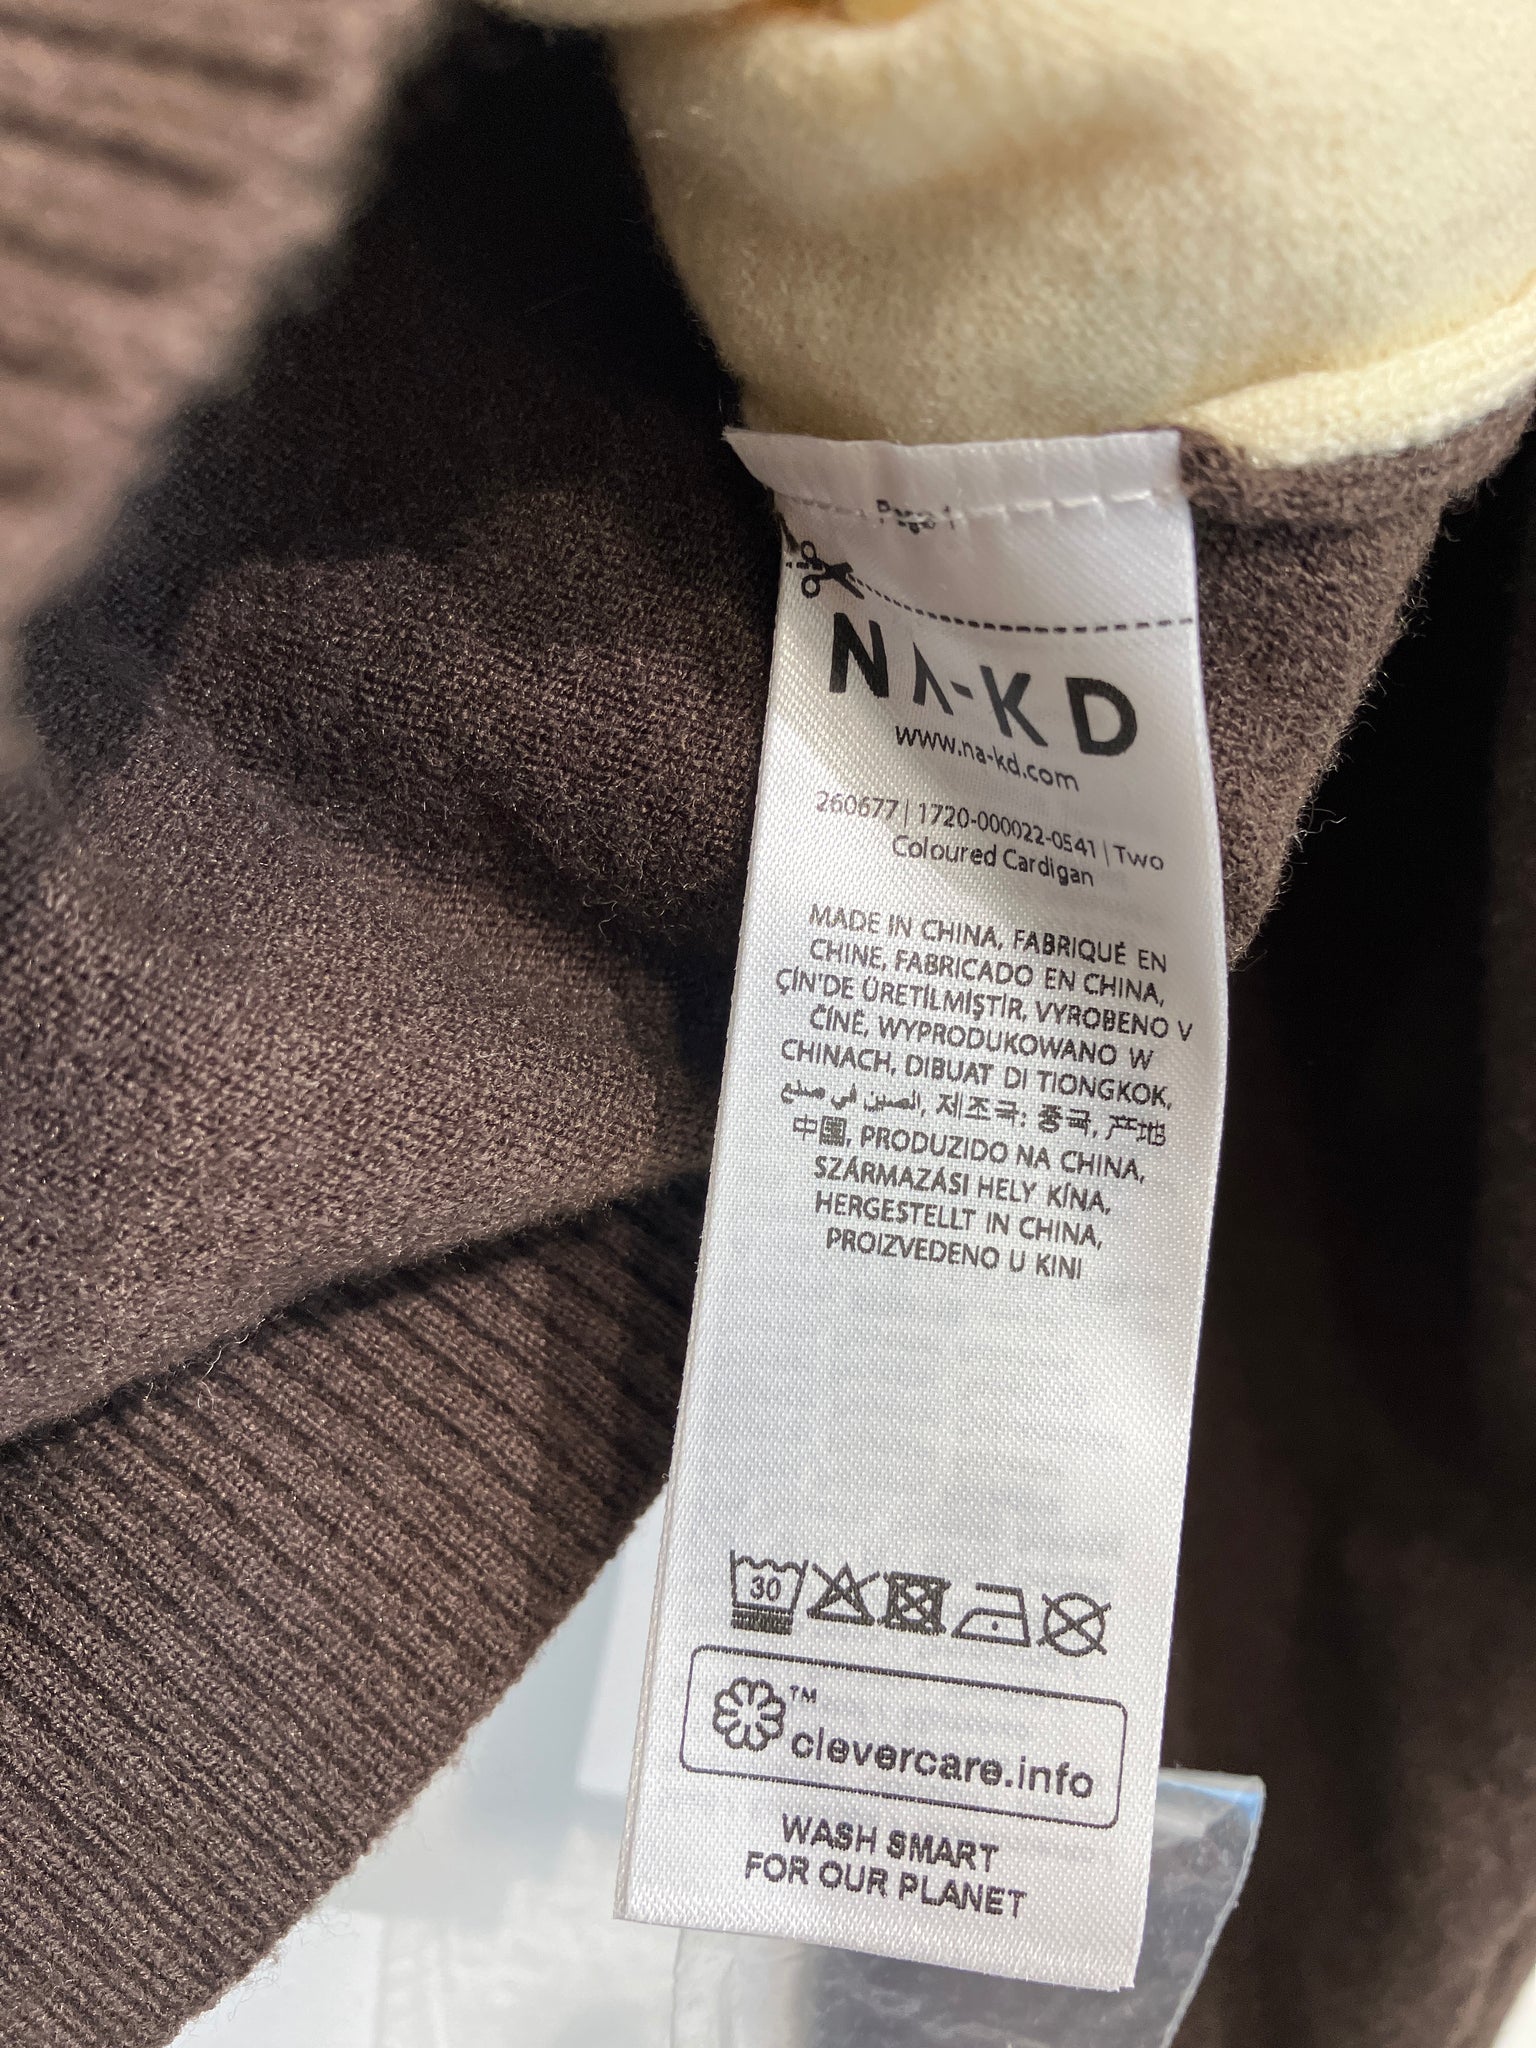 Page 1
NA-KD
www.na-kd.com
260677 | 1720-000022-0541 | Two
Coloured Cardigan
MADE IN CHINA, FABRIQUÉ EN
CHINE, FABRICADO EN CHINA,
ÇİN'DE ÜRETİLMİŞTİR, VYROBENO V
ČÍNĚ, WYPRODUKOWANO W
CHINACH, DIBUAT DI TIONGKOK,
الصين في صنع, 제조국: 중국, 产地
中国, PRODUZIDO NA CHINA,
SZÁRMAZÁSI HELY KÍNA,
HERGESTELLT IN CHINA,
PROIZVEDENO U KINI
30
™
clevercare.info
WASH SMART
FOR OUR PLANET